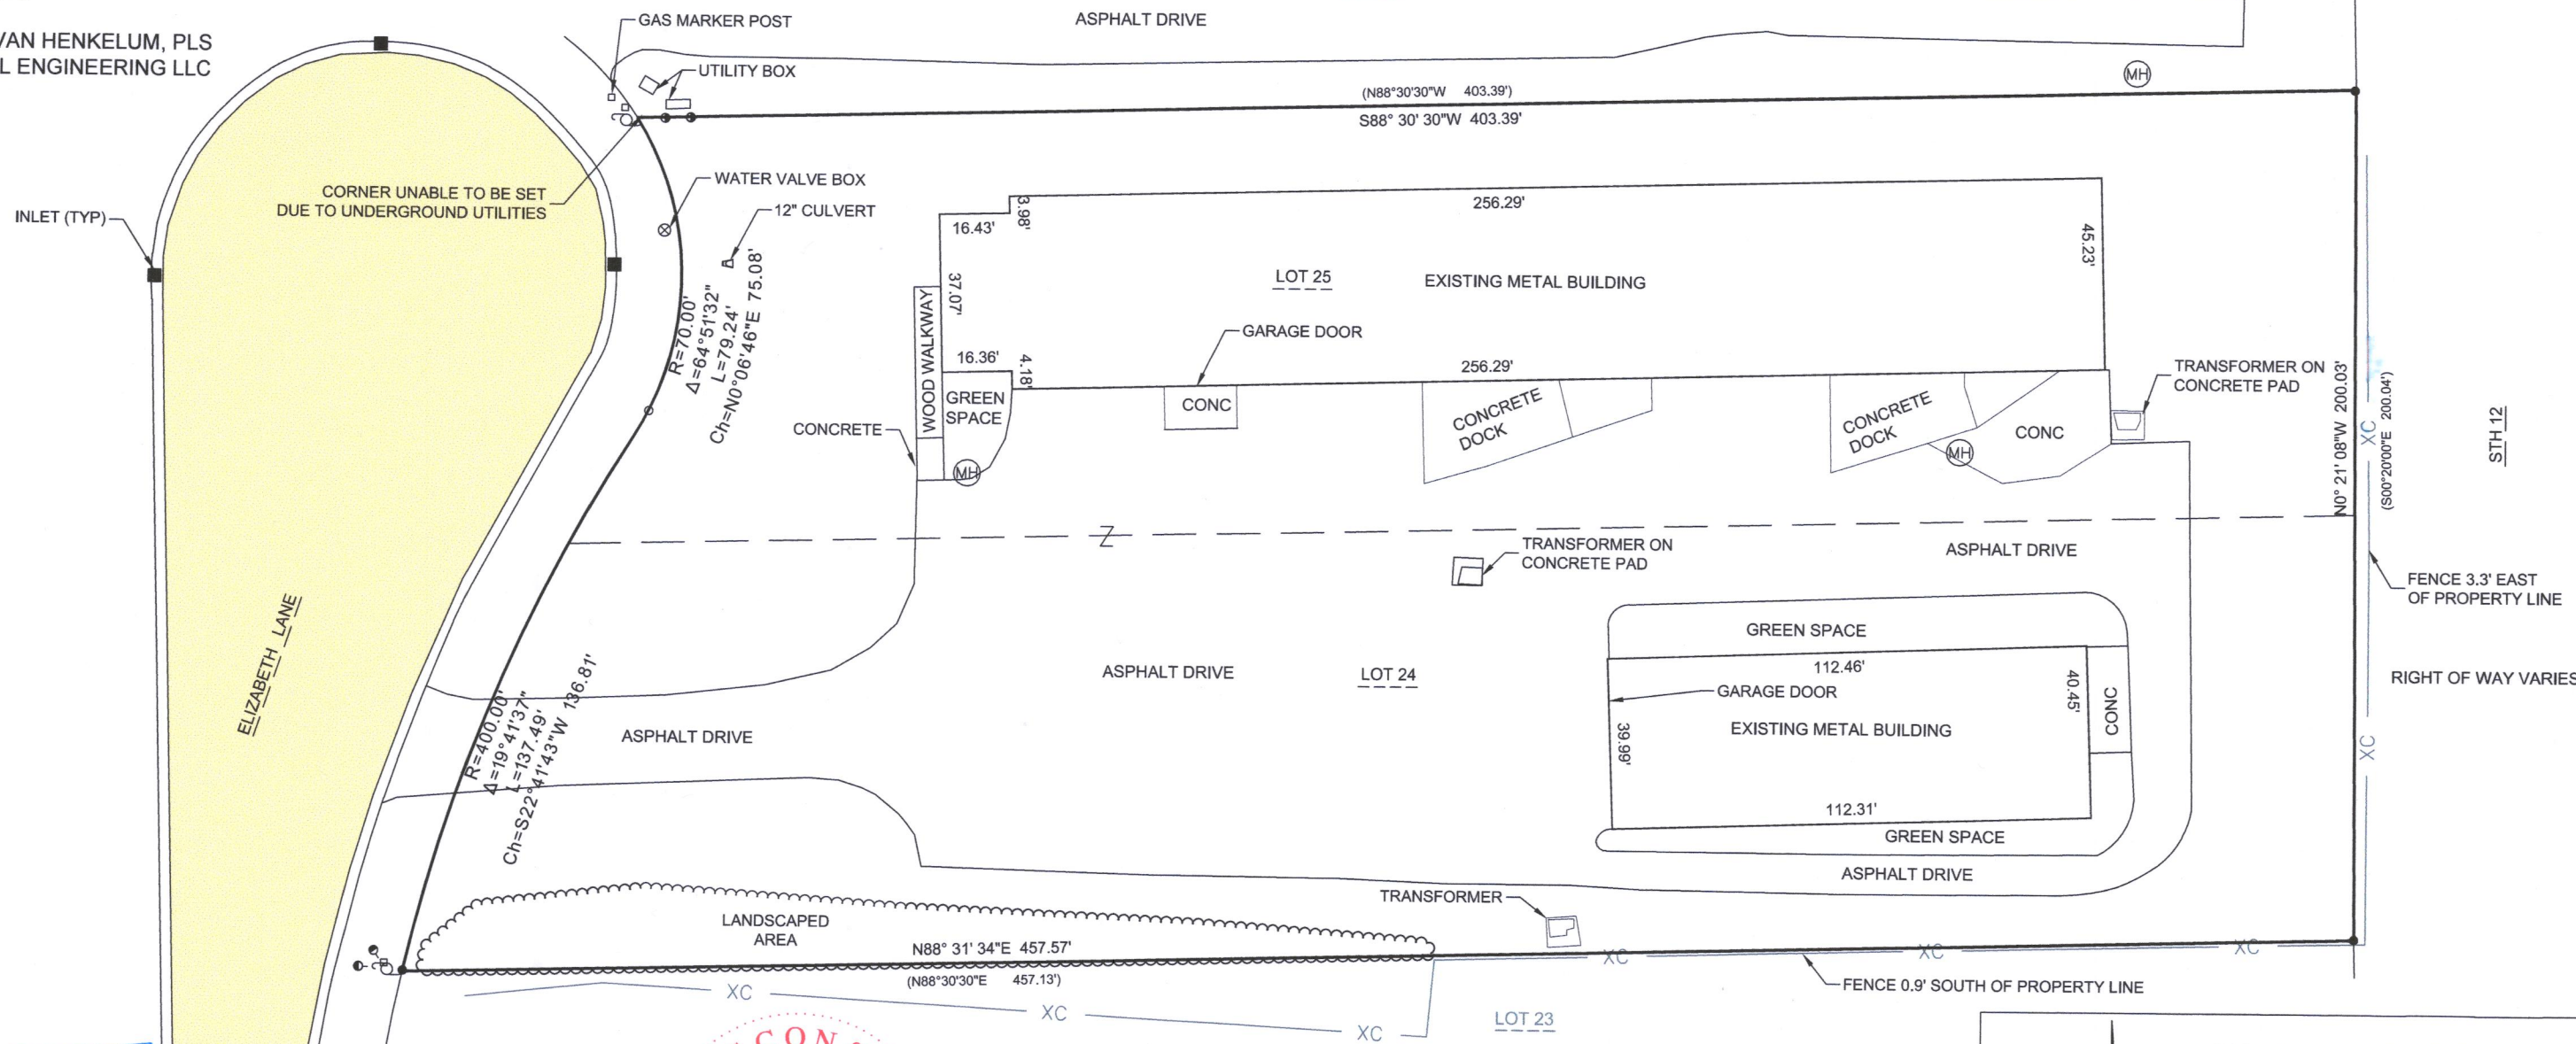 VAN HENKELUM, PLS
L ENGINEERING LLC
GAS MARKER POST
ASPHALT DRIVE
UTILITY BOX
MH
(N88°30'30"W 403.39')
S88° 30' 30"W 403.39'
CORNER UNABLE TO BE SET
DUE TO UNDERGROUND UTILITIES
INLET (TYP)
WATER VALVE BOX
12" CULVERT
R=70.00'
Δ=64°51'32"
L=79.24'
Ch=N0°06'46"E 75.08'
16.43'
3.98'
256.29'
45.23'
37.07'
LOT 25
EXISTING METAL BUILDING
GARAGE DOOR
WOOD WALKWAY
16.36'
4.18'
256.29'
GREEN
SPACE
CONC
CONCRETE
DOCK
CONCRETE
DOCK
CONC
MH
TRANSFORMER ON
CONCRETE PAD
CONCRETE
MH
N0° 21' 08"W 200.03'
(S00°20'00"E 200.04')
XC
STH 12
Z
TRANSFORMER ON
CONCRETE PAD
ASPHALT DRIVE
FENCE 3.3' EAST
OF PROPERTY LINE
ELIZABETH LANE
GREEN SPACE
ASPHALT DRIVE
LOT 24
112.46'
GARAGE DOOR
40.45'
EXISTING METAL BUILDING
39.99'
CONC
RIGHT OF WAY VARIES
XC
R=400.00'
Δ=19°41'37"
L=137.49'
Ch=S22°41'43"W 136.81'
ASPHALT DRIVE
112.31'
GREEN SPACE
ASPHALT DRIVE
TRANSFORMER
LANDSCAPED
AREA
N88° 31' 34"E 457.57'
(N88°30'30"E 457.13')
XC
XC
XC
FENCE 0.9' SOUTH OF PROPERTY LINE
XC
XC
XC
LOT 23
CON